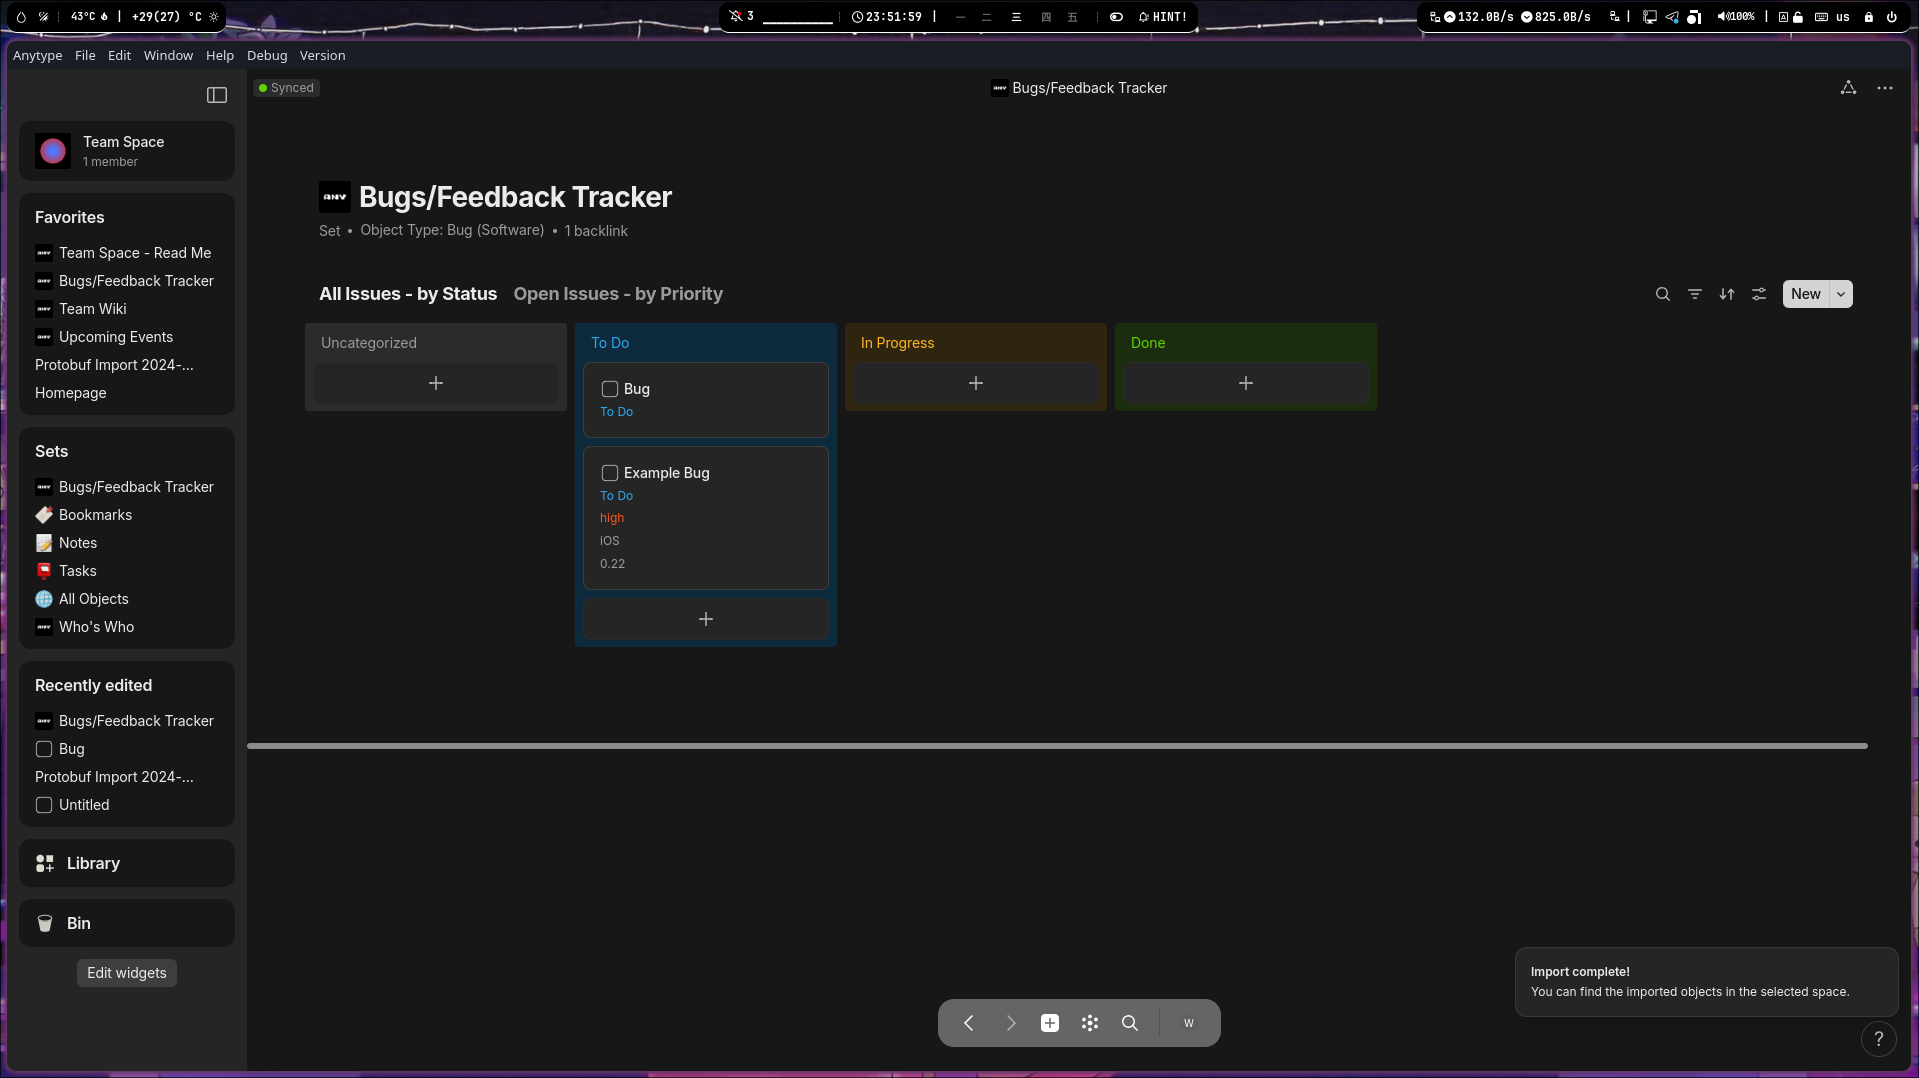 43°C
+29(27) °C
3
23:51:59
一 二 三 四 五
HINT!
132.0B/s 825.0B/s
100%
us
Anytype File Edit Window Help Debug Version
Synced
Bugs/Feedback Tracker
Team Space
1 member
Favorites
Team Space - Read Me
Bugs/Feedback Tracker
Team Wiki
Upcoming Events
Protobuf Import 2024-...
Homepage
Sets
Bugs/Feedback Tracker
Bookmarks
Notes
Tasks
All Objects
Who's Who
Recently edited
Bugs/Feedback Tracker
Bug
Protobuf Import 2024-...
Untitled
Library
Bin
Edit widgets
Bugs/Feedback Tracker
Set • Object Type: Bug (Software) • 1 backlink
All Issues - by Status Open Issues - by Priority
New
Uncategorized
To Do
Bug
To Do
Example Bug
To Do
high
iOS
0.22
In Progress
Done
Import complete!
You can find the imported objects in the selected space.
W
?